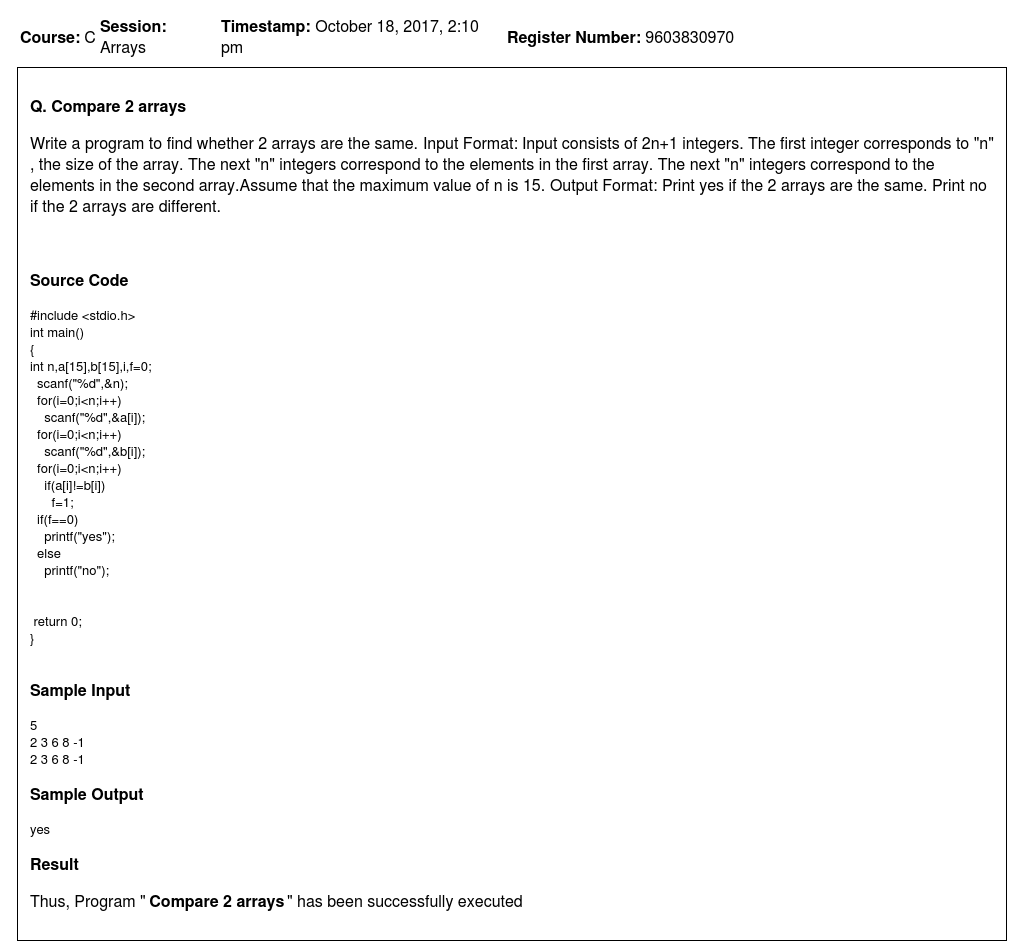 Course: C Session: Arrays Timestamp: October 18, 2017, 2:10 pm Register Number: 9603830970
Q. Compare 2 arrays
Write a program to find whether 2 arrays are the same. Input Format: Input consists of 2n+1 integers. The first integer corresponds to "n"
, the size of the array. The next "n" integers correspond to the elements in the first array. The next "n" integers correspond to the
elements in the second array.Assume that the maximum value of n is 15. Output Format: Print yes if the 2 arrays are the same. Print no
if the 2 arrays are different.
Source Code
#include <stdio.h>
int main()
{
int n,a[15],b[15],i,f=0;
  scanf("%d",&n);
  for(i=0;i<n;i++)
    scanf("%d",&a[i]);
  for(i=0;i<n;i++)
    scanf("%d",&b[i]);
  for(i=0;i<n;i++)
    if(a[i]!=b[i])
      f=1;
  if(f==0)
    printf("yes");
  else
    printf("no");
 return 0;
}
Sample Input
5
2 3 6 8 -1
2 3 6 8 -1
Sample Output
yes
Result
Thus, Program " Compare 2 arrays " has been successfully executed